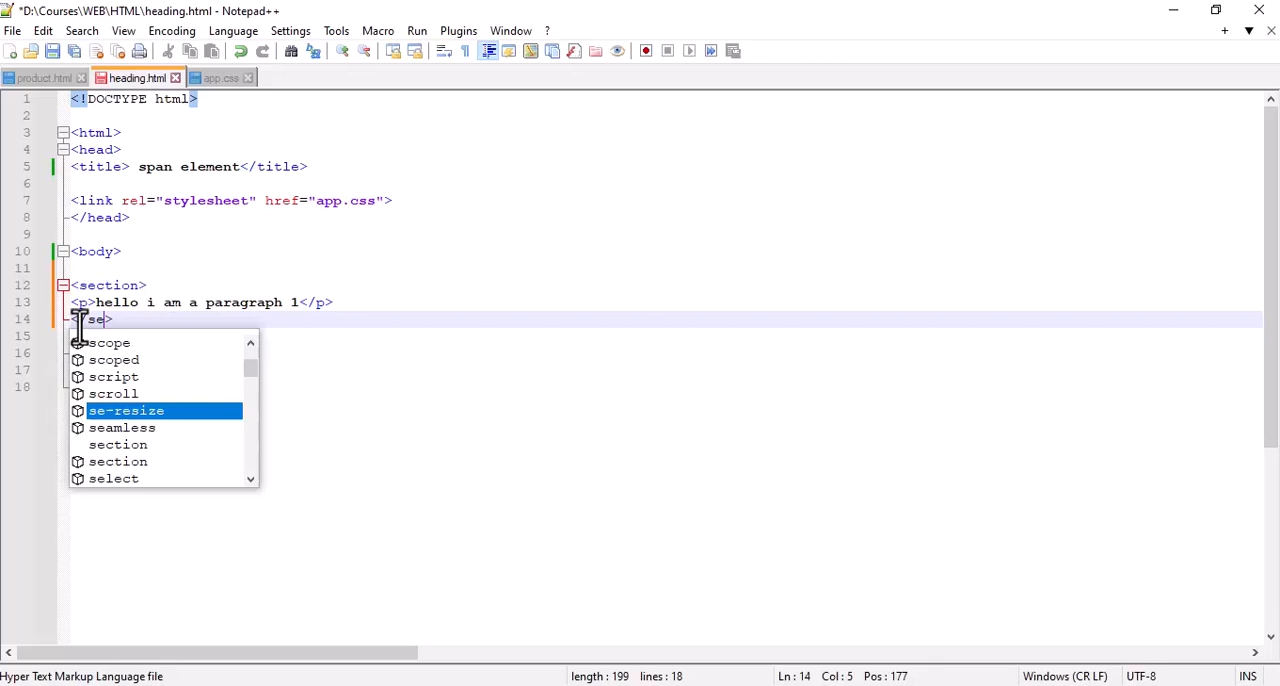 *D:\Courses\WEB\HTML\heading.html - Notepad++
File Edit Search View Encoding Language Settings Tools Macro Run Plugins Window ?
product.html heading.html app.css
1 <!DOCTYPE html>
2
3 <html>
4 <head>
5 <title> span element</title>
6
7 <link rel="stylesheet" href="app.css">
8 </head>
9
10 <body>
11
12 <section>
13 <p>hello i am a paragraph 1</p>
14 </se>
15
16
17
18
scope
scoped
script
scroll
se-resize
seamless
section
section
select
Hyper Text Markup Language file length : 199 lines : 18 Ln : 14 Col : 5 Pos : 177 Windows (CR LF) UTF-8 INS